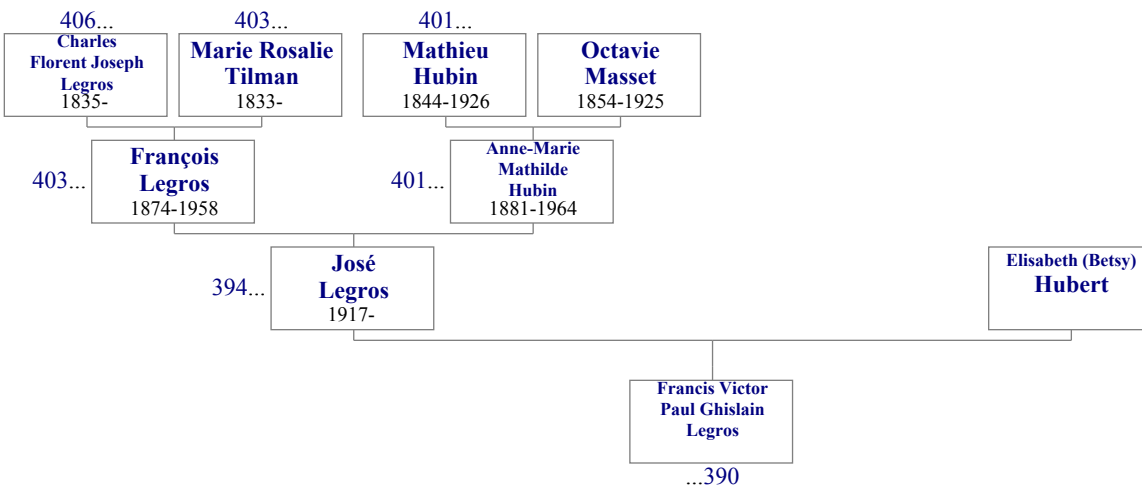 406...
403...
401...
Charles
Florent Joseph
Legros
1835-
Marie Rosalie
Tilman
1833-
Mathieu
Hubin
1844-1926
Octavie
Masset
1854-1925
403...
François
Legros
1874-1958
401...
Anne-Marie
Mathilde
Hubin
1881-1964
394...
José
Legros
1917-
Elisabeth (Betsy)
Hubert
Francis Victor
Paul Ghislain
Legros
...390